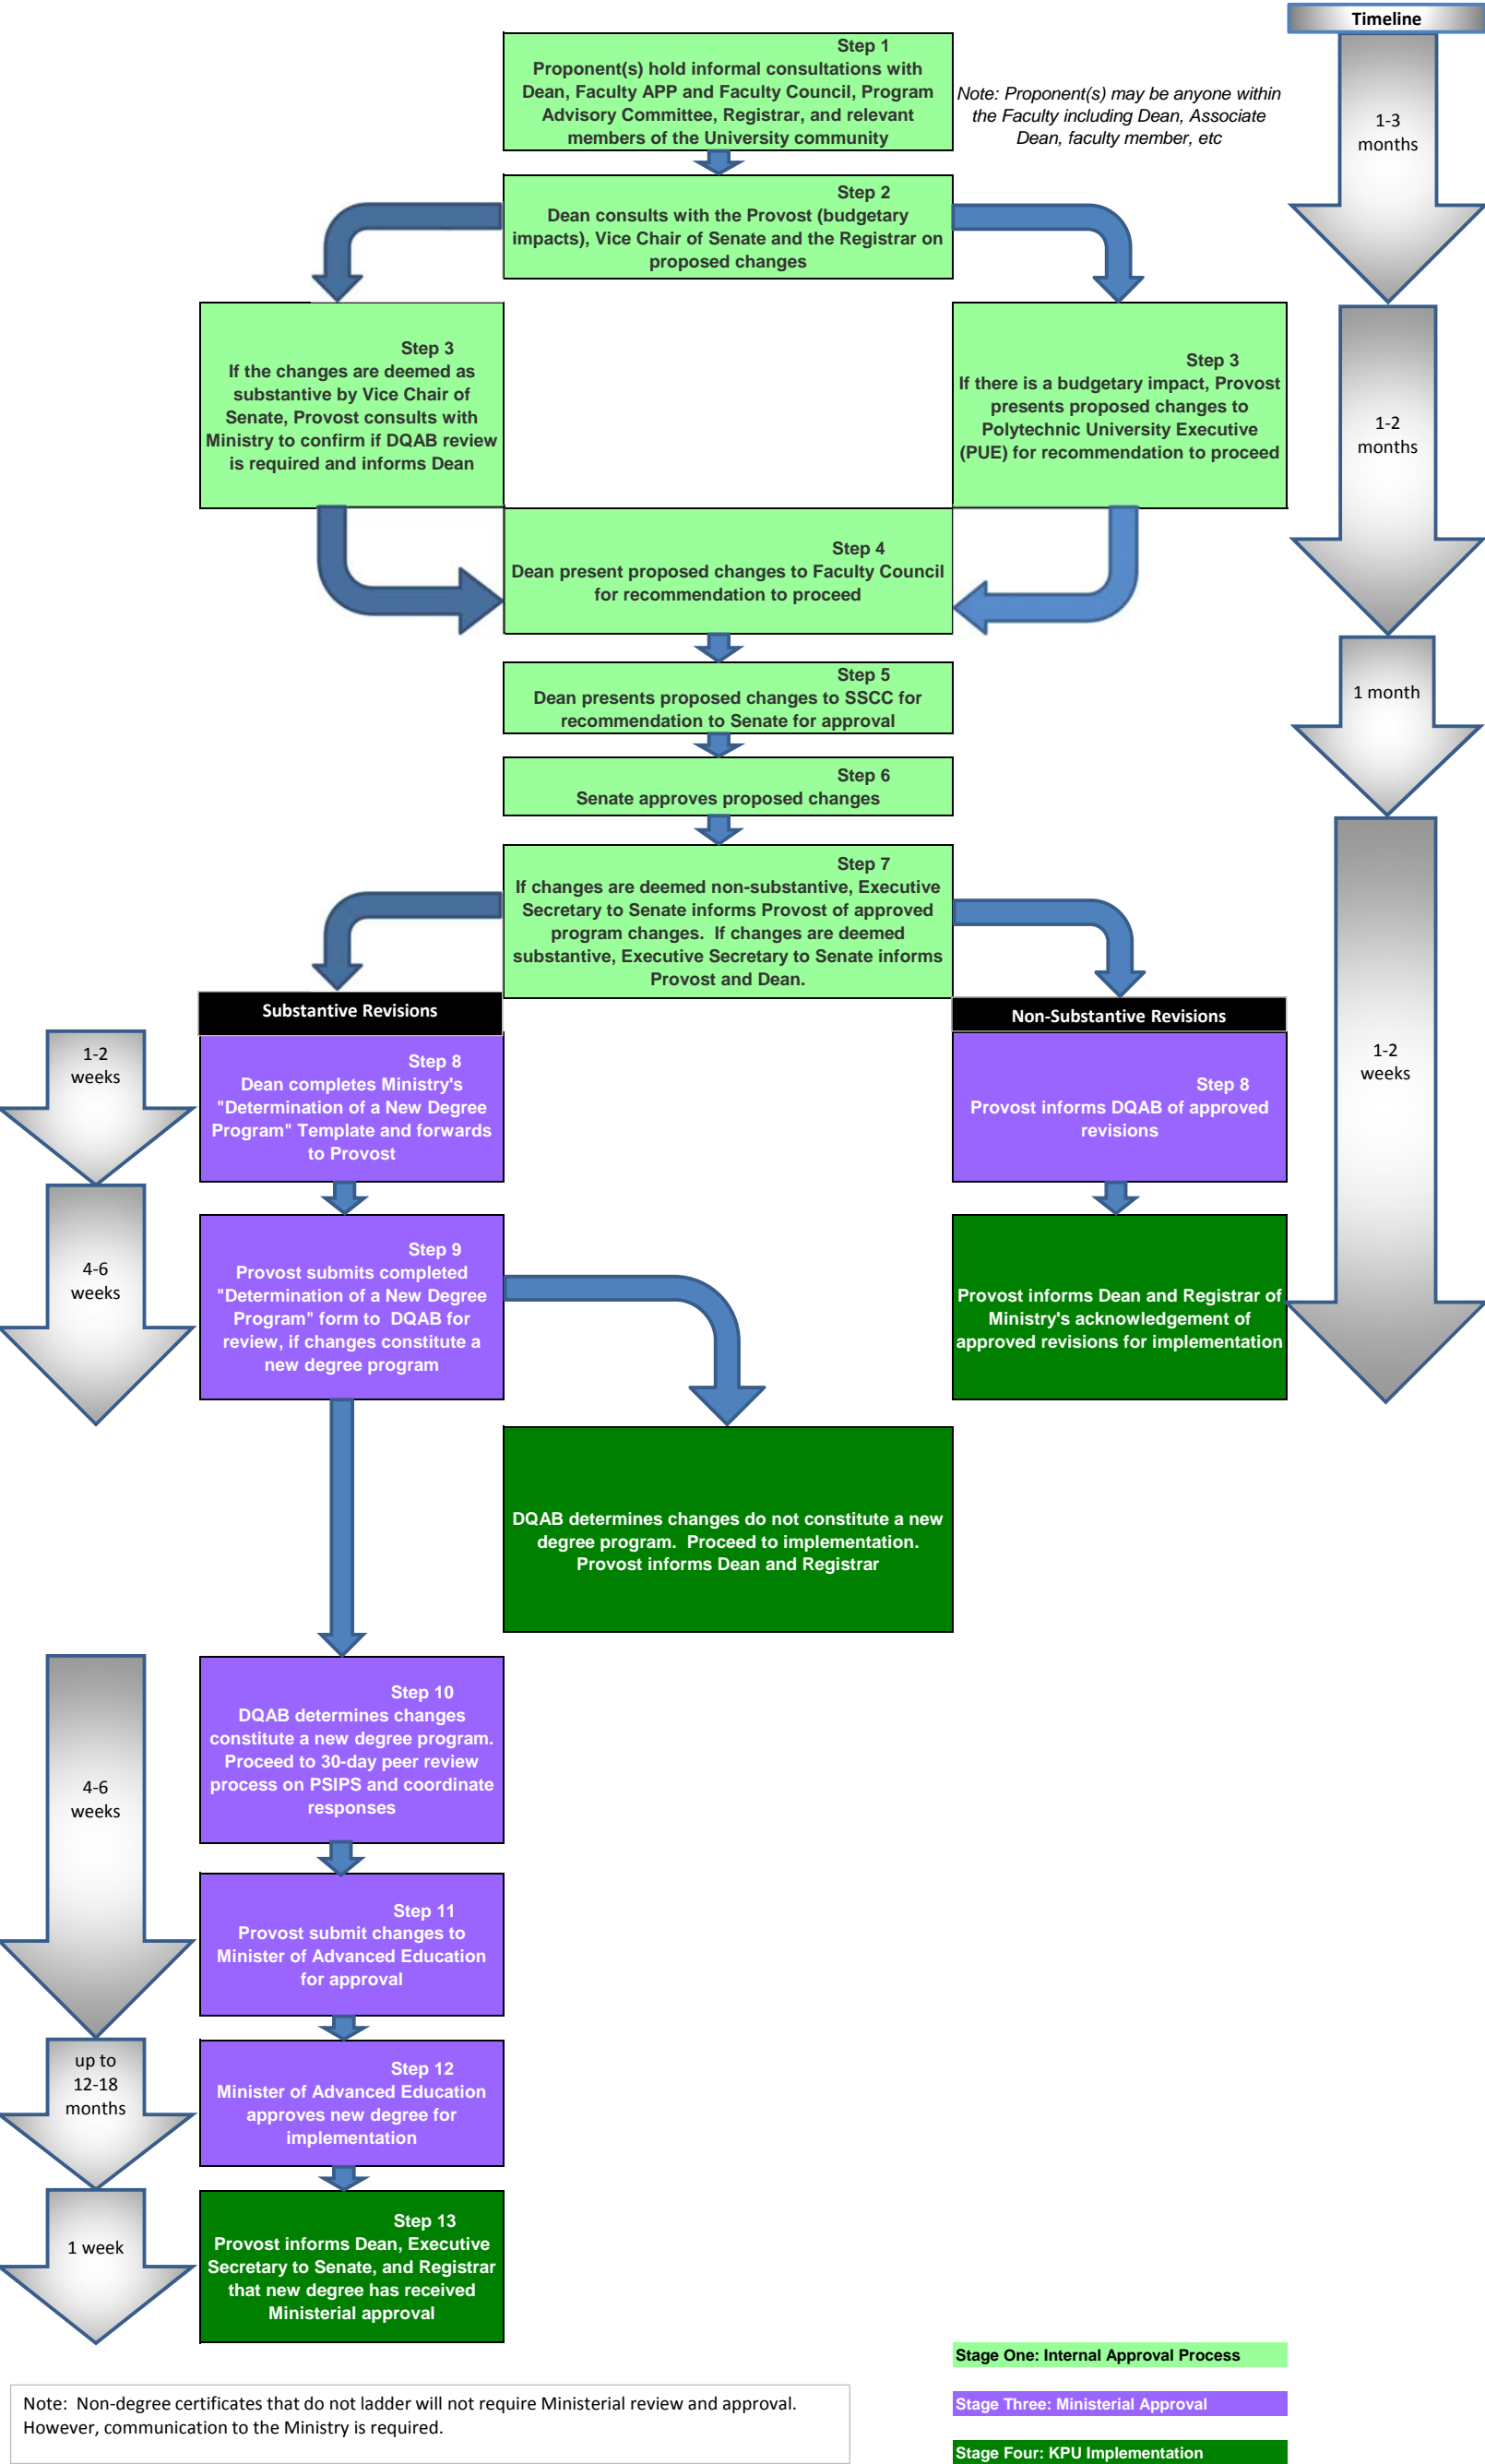 Timeline
Step 1
Proponent(s) hold informal consultations with
Dean, Faculty APP and Faculty Council, Program
Advisory Committee, Registrar, and relevant
members of the University community
Note: Proponent(s) may be anyone within
the Faculty including Dean, Associate
Dean, faculty member, etc
1-3
months
Step 2
Dean consults with the Provost (budgetary
impacts), Vice Chair of Senate and the Registrar on
proposed changes
Step 3
If the changes are deemed as
substantive by Vice Chair of
Senate, Provost consults with
Ministry to confirm if DQAB review
is required and informs Dean
Step 3
If there is a budgetary impact, Provost
presents proposed changes to
Polytechnic University Executive
(PUE) for recommendation to proceed
1-2
months
Step 4
Dean present proposed changes to Faculty Council
for recommendation to proceed
Step 5
Dean presents proposed changes to SSCC for
recommendation to Senate for approval
1 month
Step 6
Senate approves proposed changes
Step 7
If changes are deemed non-substantive, Executive
Secretary to Senate informs Provost of approved
program changes.  If changes are deemed
substantive, Executive Secretary to Senate informs
Provost and Dean.
Substantive Revisions
Non-Substantive Revisions
1-2
weeks
Step 8
Dean completes Ministry's
"Determination of a New Degree
Program" Template and forwards
to Provost
Step 8
Provost informs DQAB of approved
revisions
1-2
weeks
4-6
weeks
Step 9
Provost submits completed
"Determination of a New Degree
Program" form to  DQAB for
review, if changes constitute a
new degree program
Provost informs Dean and Registrar of
Ministry's acknowledgement of
approved revisions for implementation
DQAB determines changes do not constitute a new
degree program.  Proceed to implementation.
Provost informs Dean and Registrar
4-6
weeks
Step 10
DQAB determines changes
constitute a new degree program.
Proceed to 30-day peer review
process on PSIPS and coordinate
responses
Step 11
Provost submit changes to
Minister of Advanced Education
for approval
up to
12-18
months
Step 12
Minister of Advanced Education
approves new degree for
implementation
1 week
Step 13
Provost informs Dean, Executive
Secretary to Senate, and Registrar
that new degree has received
Ministerial approval
Stage One: Internal Approval Process
Stage Three: Ministerial Approval
Stage Four: KPU Implementation
Note:  Non-degree certificates that do not ladder will not require Ministerial review and approval.
However, communication to the Ministry is required.